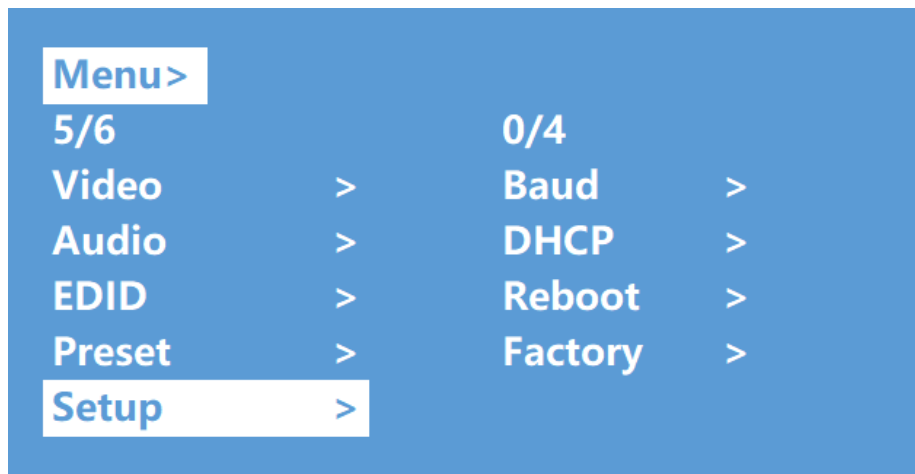 Menu>
5/6 0/4
Video > Baud >
Audio > DHCP >
EDID > Reboot >
Preset > Factory >
Setup >